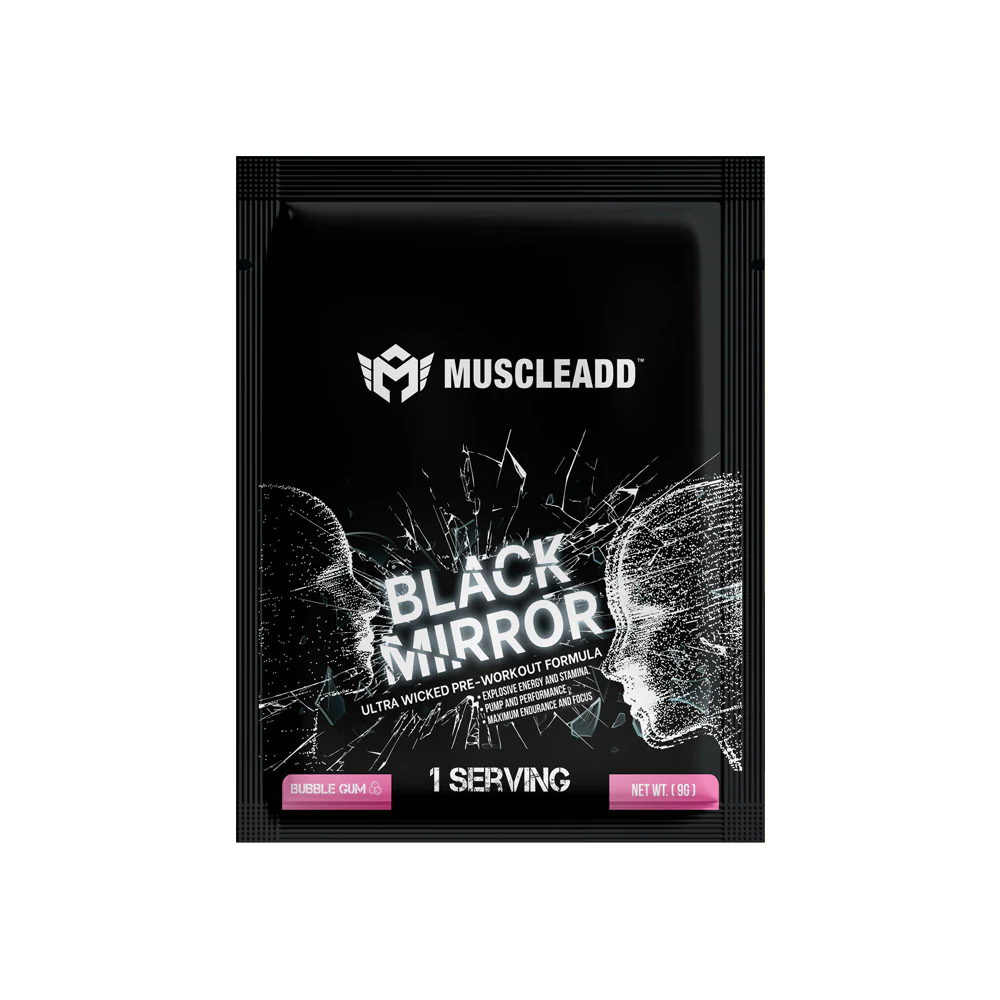 MUSCLEADD™
BLACK
MIRROR
ULTRA WICKED PRE-WORKOUT FORMULA
• EXPLOSIVE ENERGY AND STAMINA
• PUMP AND PERFORMANCE
• MAXIMUM ENDURANCE AND FOCUS
BUBBLE GUM
1 SERVING
NET WT. ( 9G )